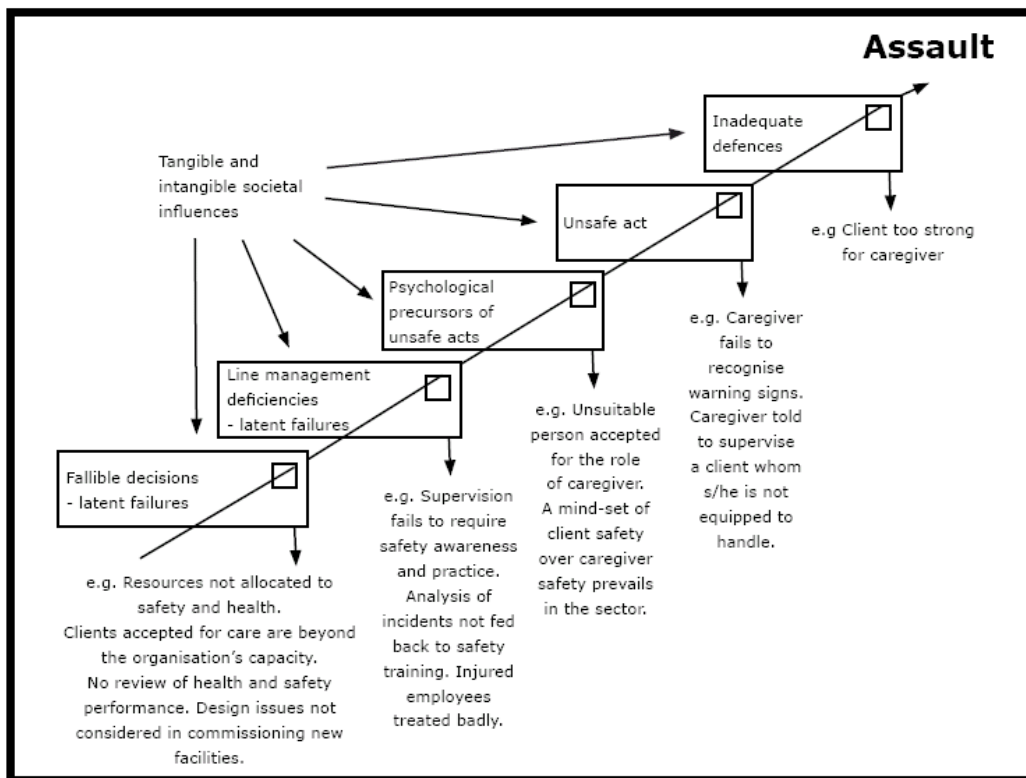 Assault
Inadequate
defences
Tangible and
intangible societal
influences
Unsafe act
e.g Client too strong
for caregiver
Psychological
precursors of
unsafe acts
e.g. Caregiver
fails to
recognise
warning signs.
Caregiver told
to supervise
a client whom
s/he is not
equipped to
handle.
Line management
deficiencies
- latent failures
e.g. Unsuitable
person accepted
for the role
of caregiver.
A mind-set of
client safety
over caregiver
safety prevails
in the sector.
Fallible decisions
- latent failures
e.g. Supervision
fails to require
safety awareness
and practice.
Analysis of
incidents not fed
back to safety
training. Injured
employees
treated badly.
e.g. Resources not allocated to
safety and health.
Clients accepted for care are beyond
the organisation's capacity.
No review of health and safety
performance. Design issues not
considered in commissioning new
facilities.